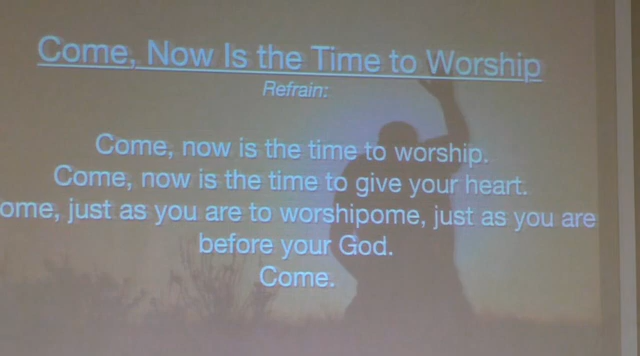 Come, Now Is the Time to Worship
Refrain:
Come, now is the time to worship.
Come, now is the time to give your heart.
ome, just as you are to worshipome, just as you are
before your God.
Come.